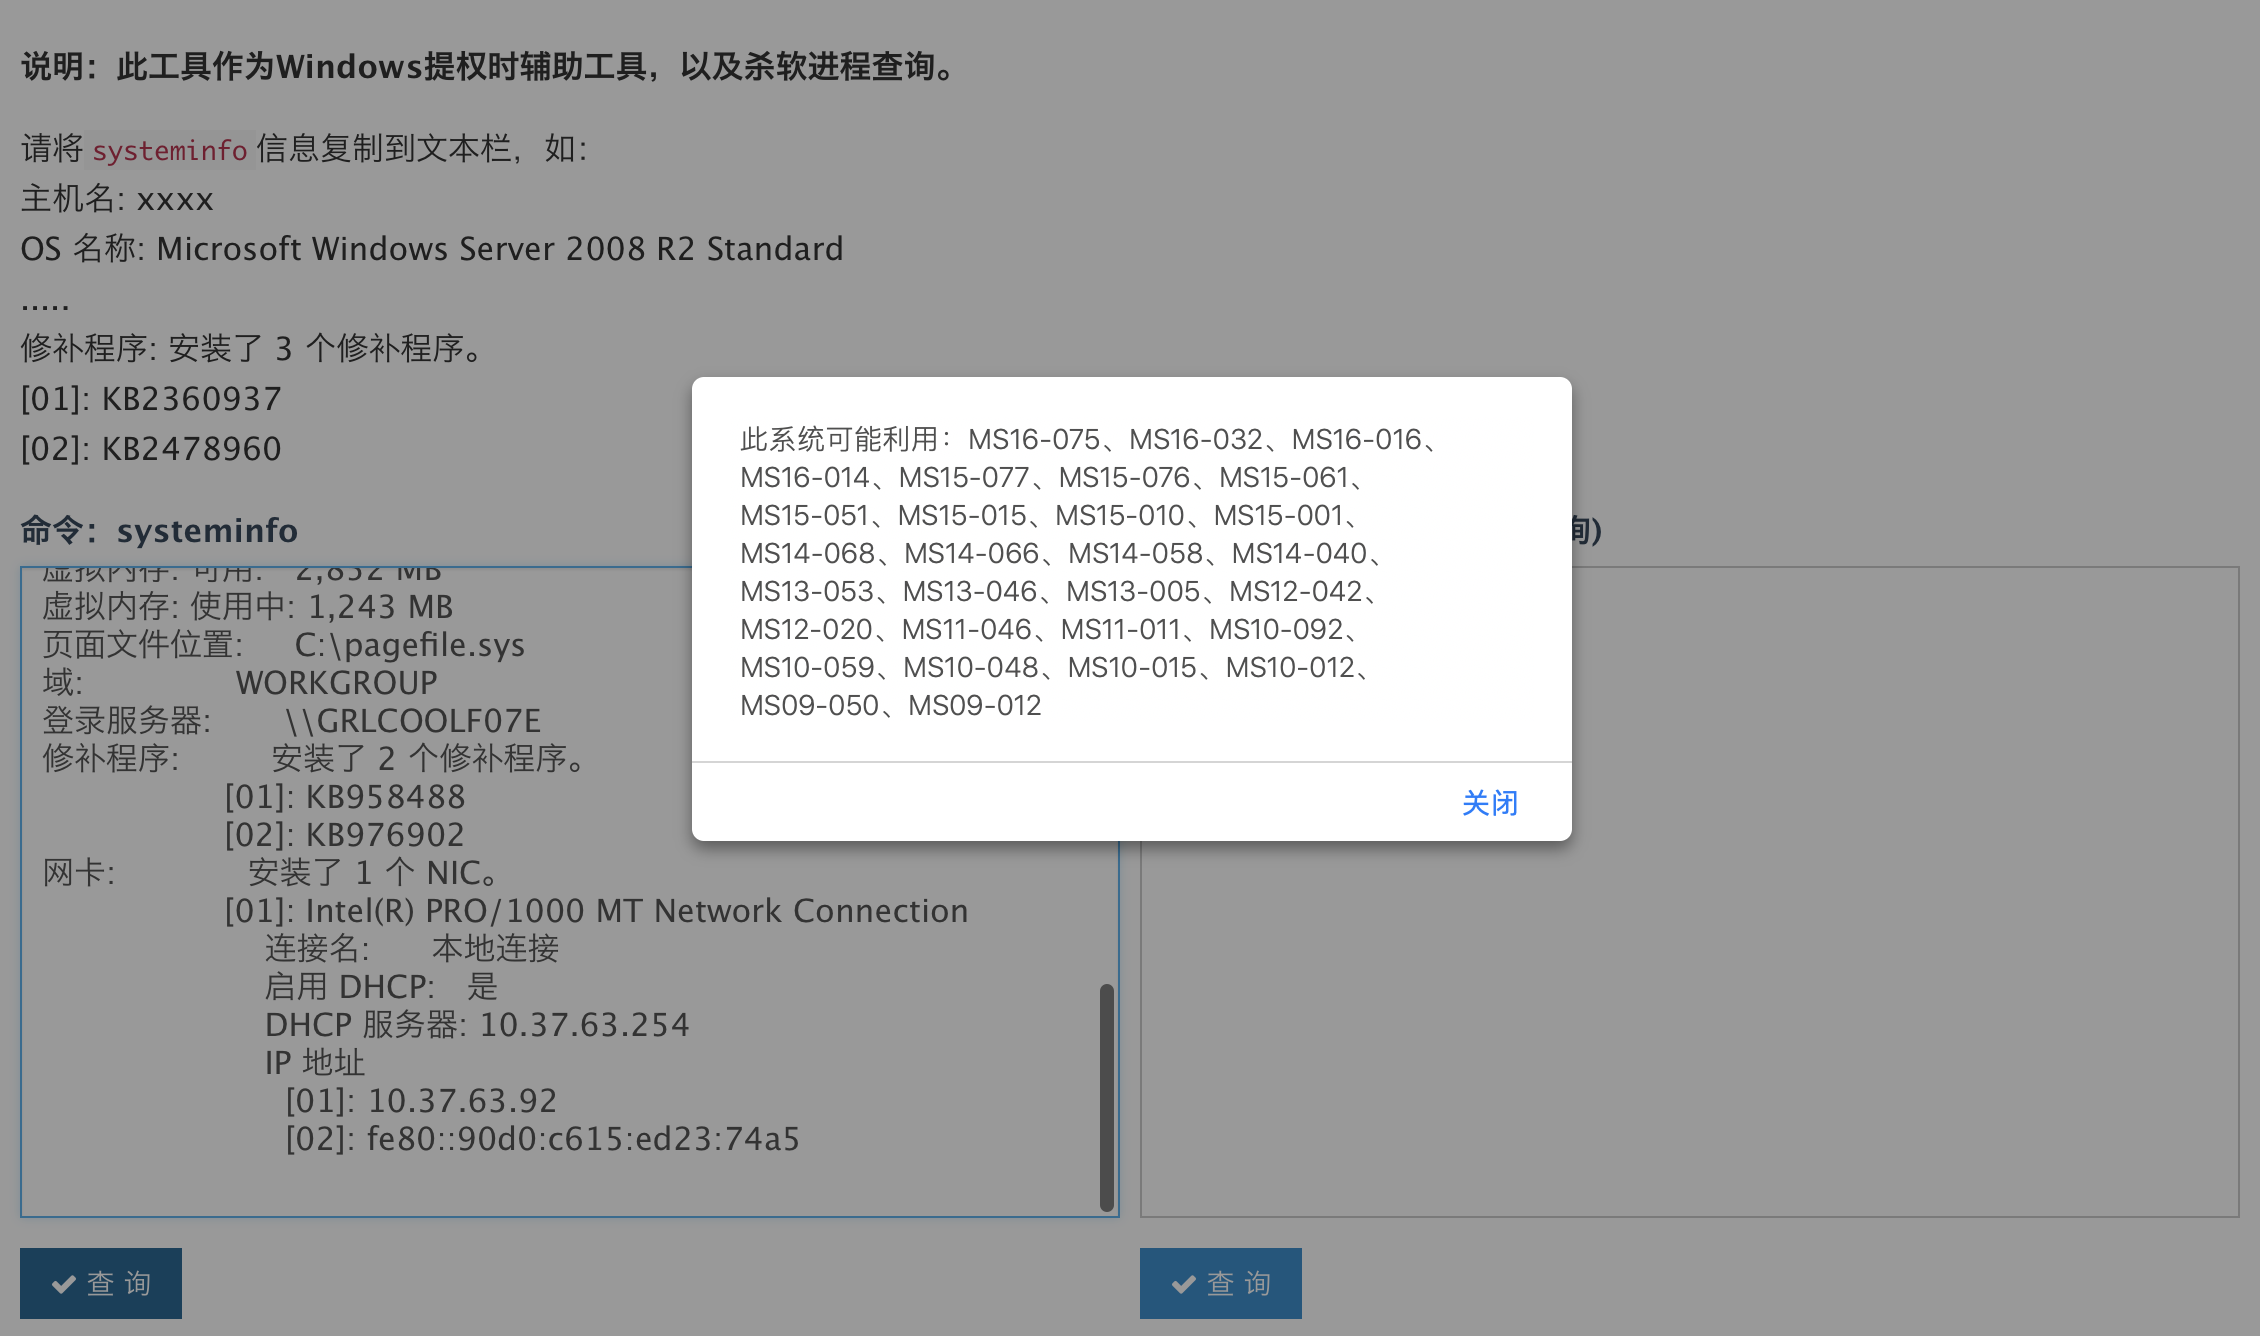 说明：此工具作为Windows提权时辅助工具，以及杀软进程查询。
请将 systeminfo 信息复制到文本栏，如：
主机名: xxxx
OS 名称: Microsoft Windows Server 2008 R2 Standard
.....
修补程序: 安装了 3 个修补程序。
[01]: KB2360937
[02]: KB2478960
命令：systeminfo
询)
虚拟内存: 可用: 2,852 MB
虚拟内存: 使用中: 1,243 MB
页面文件位置: C:\pagefile.sys
域: WORKGROUP
登录服务器: \\GRLCOOLF07E
修补程序: 安装了 2 个修补程序。
[01]: KB958488
[02]: KB976902
网卡: 安装了 1 个 NIC。
[01]: Intel(R) PRO/1000 MT Network Connection
连接名: 本地连接
启用 DHCP: 是
DHCP 服务器: 10.37.63.254
IP 地址
[01]: 10.37.63.92
[02]: fe80::90d0:c615:ed23:74a5
此系统可能利用：MS16-075、MS16-032、MS16-016、
MS16-014、MS15-077、MS15-076、MS15-061、
MS15-051、MS15-015、MS15-010、MS15-001、
MS14-068、MS14-066、MS14-058、MS14-040、
MS13-053、MS13-046、MS13-005、MS12-042、
MS12-020、MS11-046、MS11-011、MS10-092、
MS10-059、MS10-048、MS10-015、MS10-012、
MS09-050、MS09-012
关闭
查 询
查 询